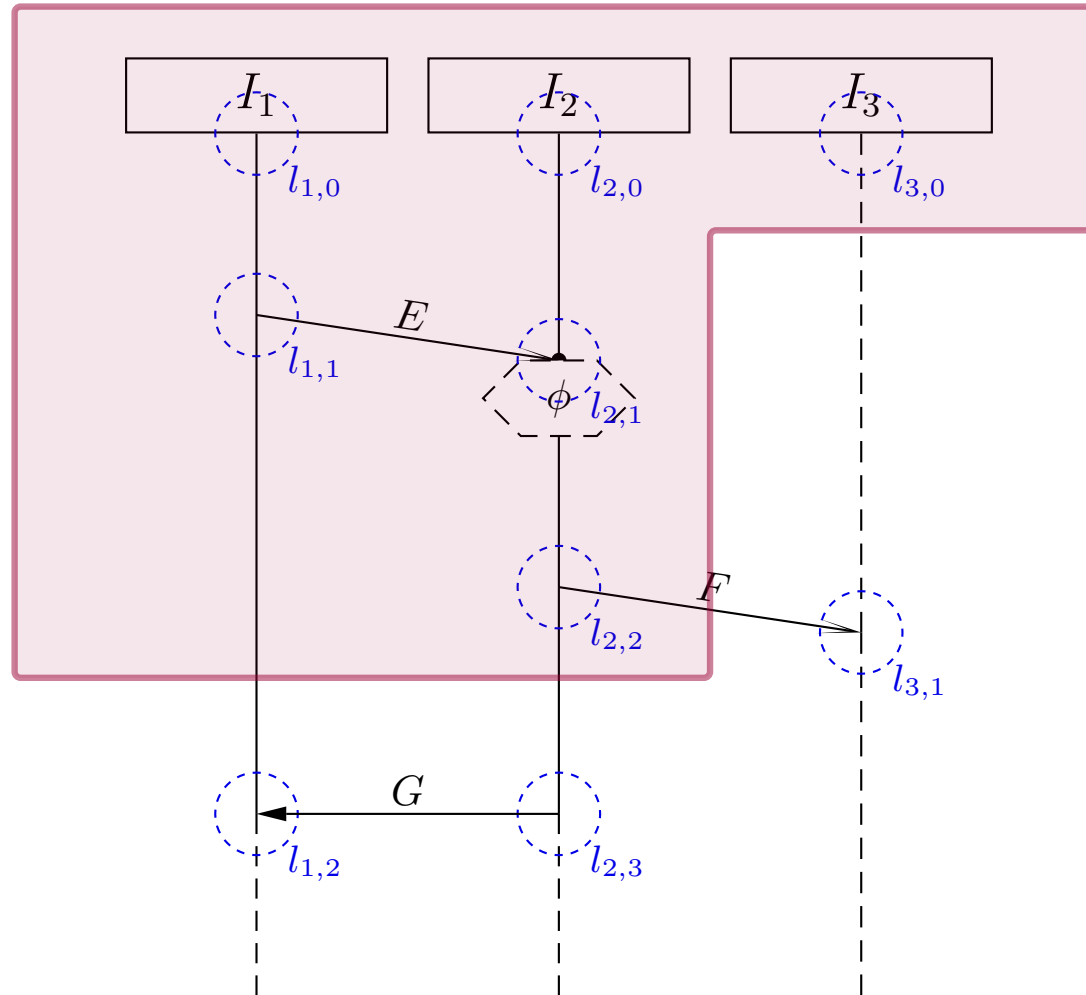 I₁ I₂ I₃
l₁,₀ l₂,₀ l₃,₀
E
l₁,₁
ϕ l₂,₁
F
l₂,₂
l₃,₁
G
l₁,₂ l₂,₃